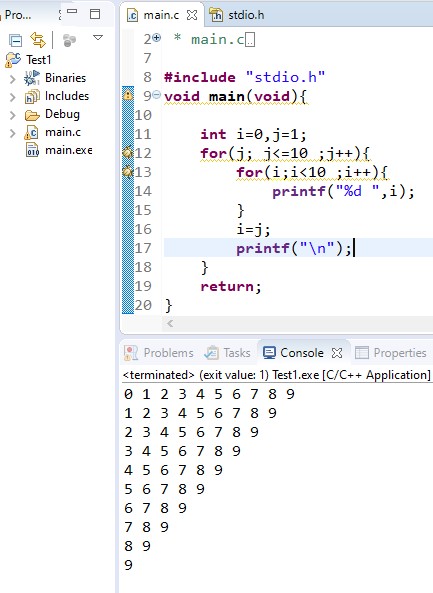 Pro...
Test1
Binaries
Includes
Debug
main.c
main.exe
main.c
stdio.h
2 * main.c
7
8 #include "stdio.h"
9 void main(void){
10
11 int i=0,j=1;
12 for(j; j<=10 ;j++){
13 for(i;i<10 ;i++){
14 printf("%d ",i);
15 }
16 i=j;
17 printf("\n");
18 }
19 return;
20 }
Problems Tasks Console Properties
<terminated> (exit value: 1) Test1.exe [C/C++ Application]
0 1 2 3 4 5 6 7 8 9
1 2 3 4 5 6 7 8 9
2 3 4 5 6 7 8 9
3 4 5 6 7 8 9
4 5 6 7 8 9
5 6 7 8 9
6 7 8 9
7 8 9
8 9
9